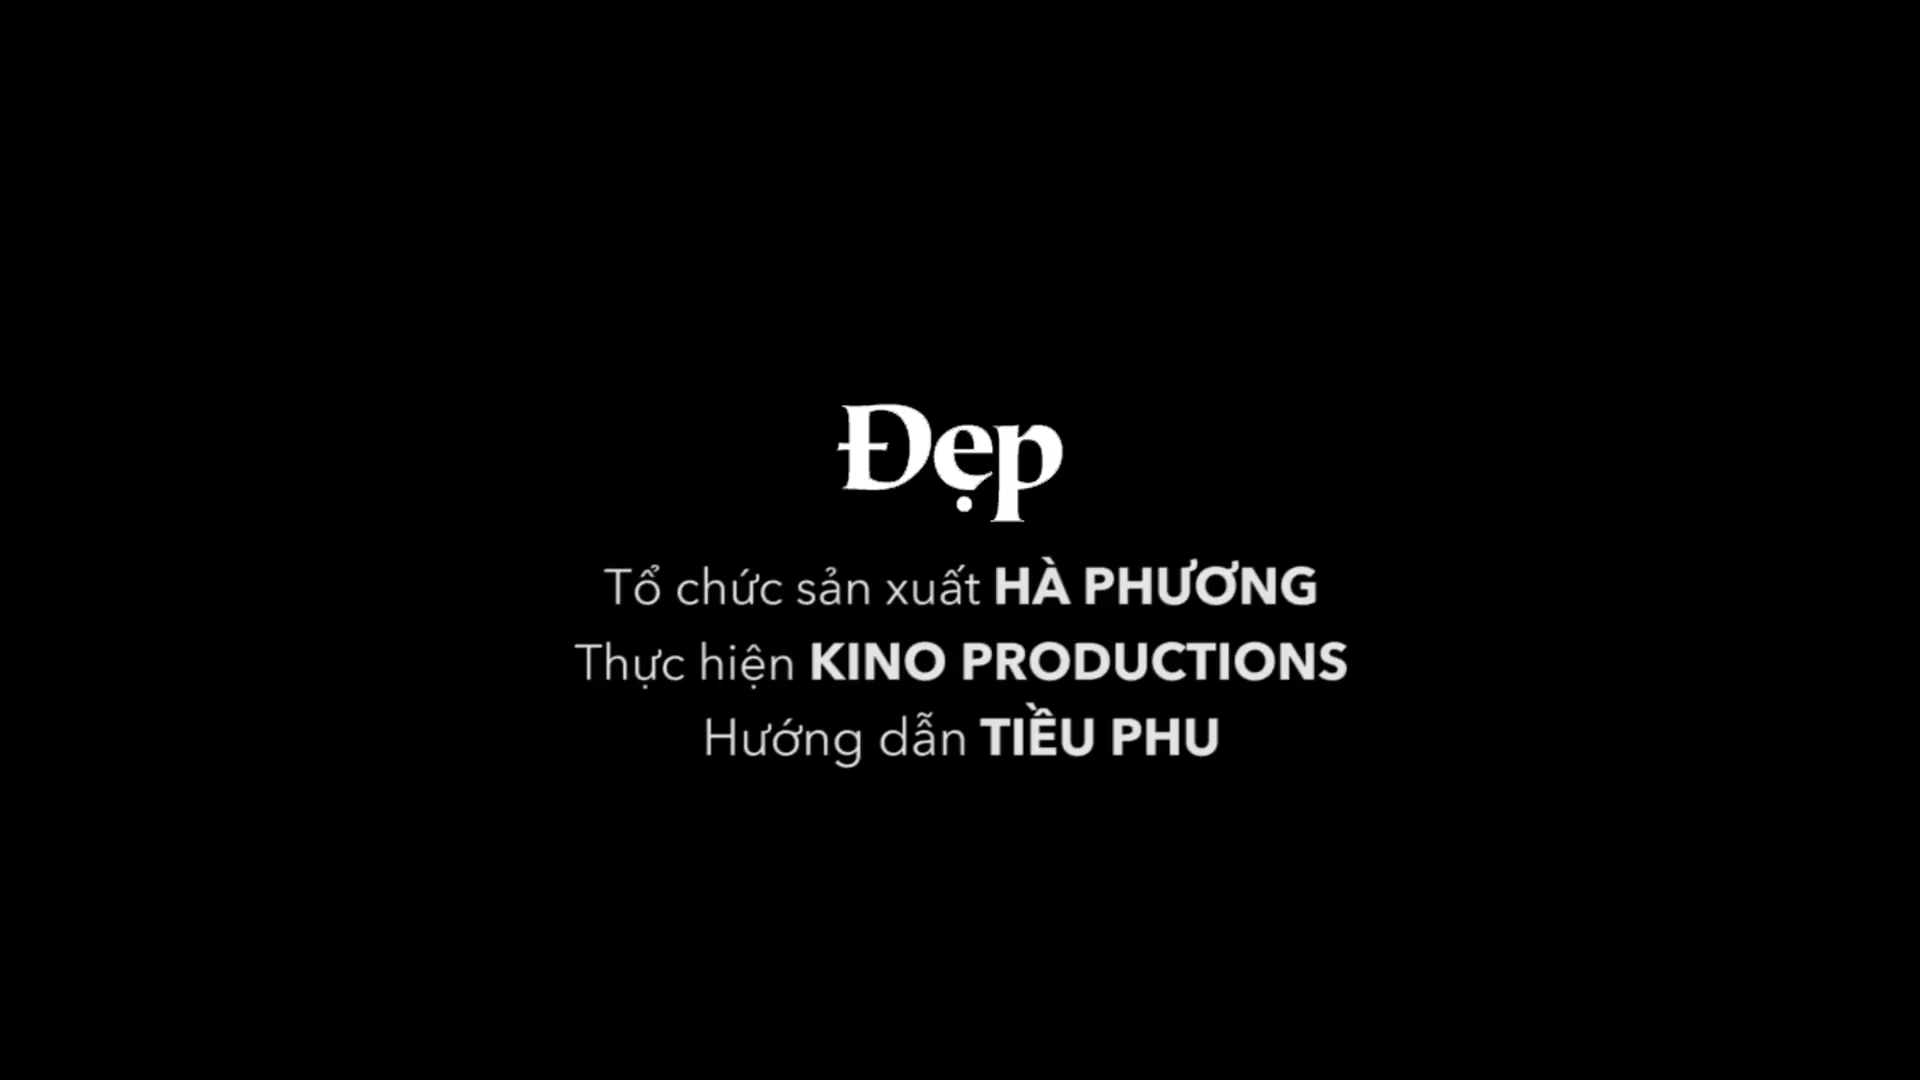 Đẹp
Tổ chức sản xuất HÀ PHƯƠNG
Thực hiện KINO PRODUCTIONS
Hướng dẫn TIỀU PHU